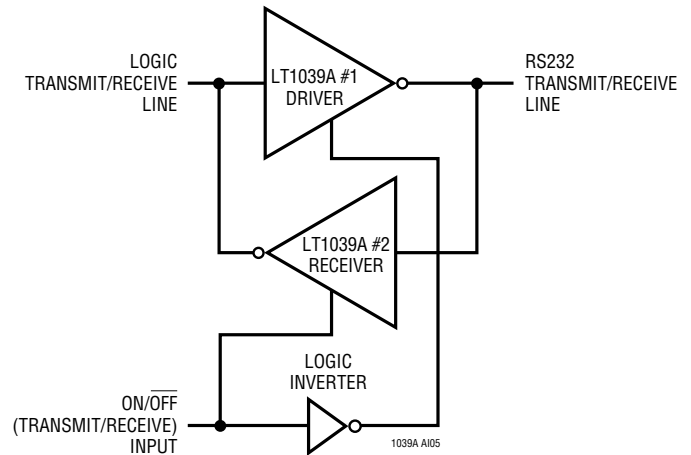 LOGIC
TRANSMIT/RECEIVE
LINE
LT1039A #1
DRIVER
RS232
TRANSMIT/RECEIVE
LINE
LT1039A #2
RECEIVER
LOGIC
INVERTER
ON/OFF
(TRANSMIT/RECEIVE)
INPUT
1039A AI05